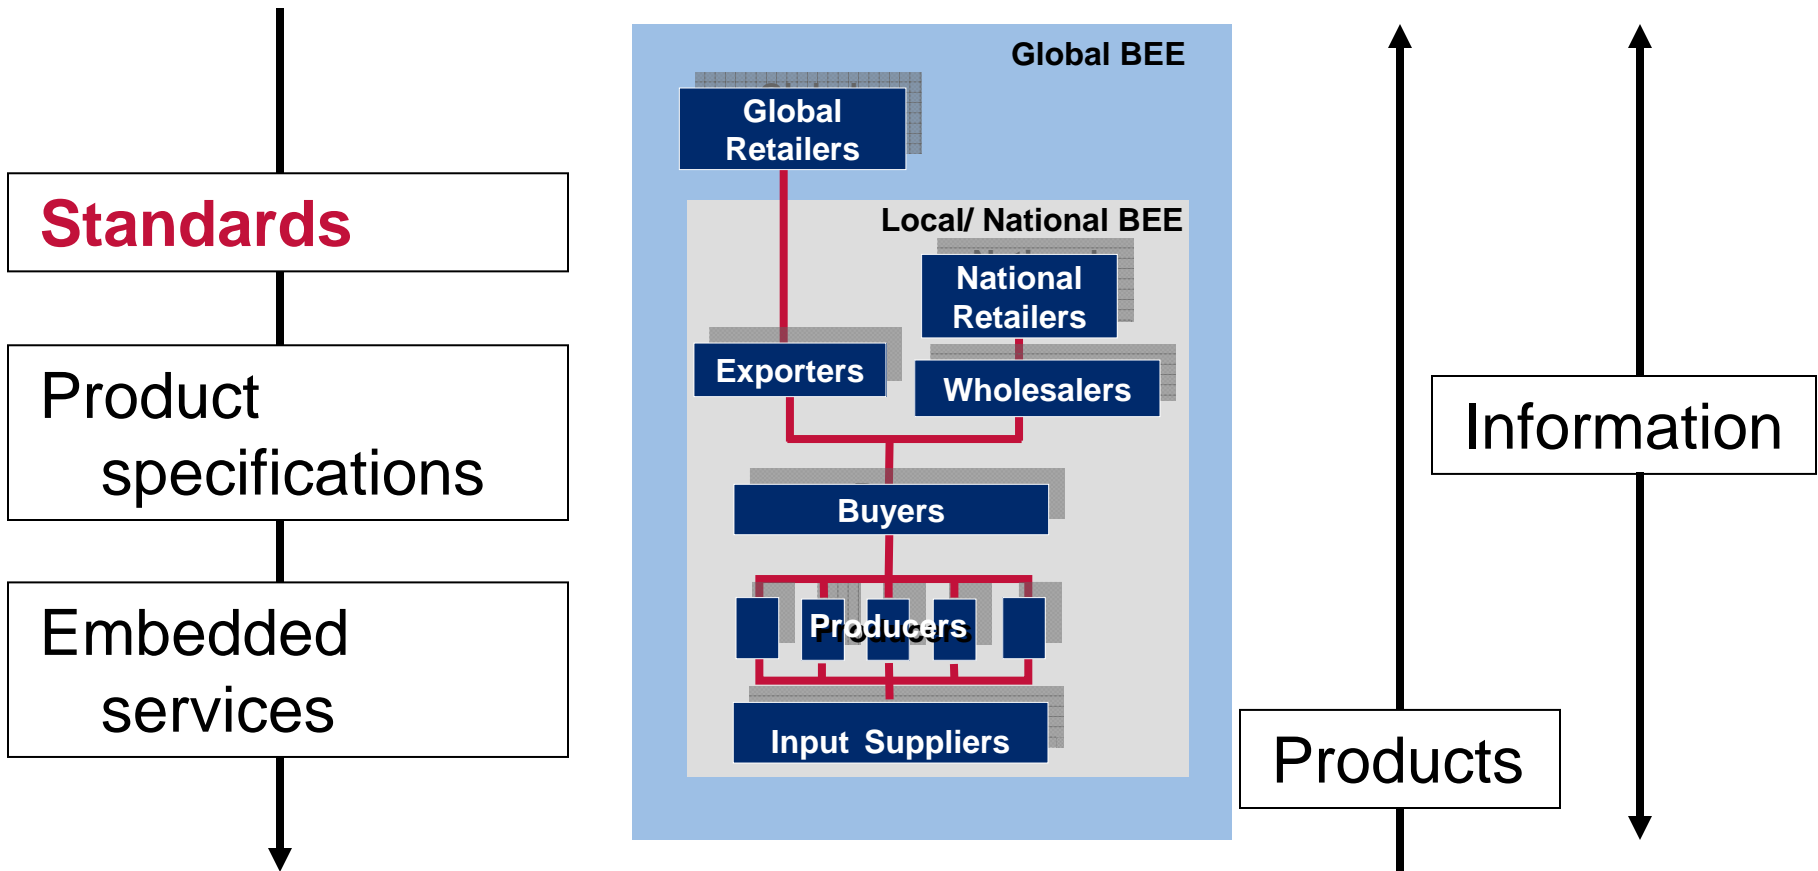 Standards
Product
specifications
Embedded
services
Global BEE
Global
Retailers
Local/ National BEE
National
Retailers
Exporters
Wholesalers
Buyers
Producers
Input Suppliers
Products
Information